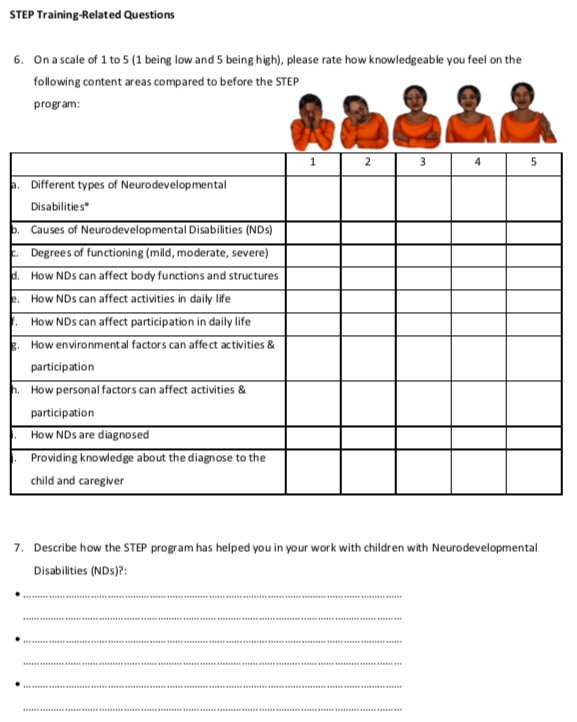 STEP Training-Related Questions
6. On a scale of 1 to 5 (1 being low and 5 being high), please rate how knowledgeable you feel on the
following content areas compared to before the STEP
program:
1 2 3 4 5
a. Different types of Neurodevelopmental
Disabilities*
b. Causes of Neurodevelopmental Disabilities (NDs)
c. Degrees of functioning (mild, moderate, severe)
d. How NDs can affect body functions and structures
e. How NDs can affect activities in daily life
f. How NDs can affect participation in daily life
g. How environmental factors can affect activities &
participation
h. How personal factors can affect activities &
participation
i. How NDs are diagnosed
j. Providing knowledge about the diagnose to the
child and caregiver
7. Describe how the STEP program has helped you in your work with children with Neurodevelopmental
Disabilities (NDs)?: